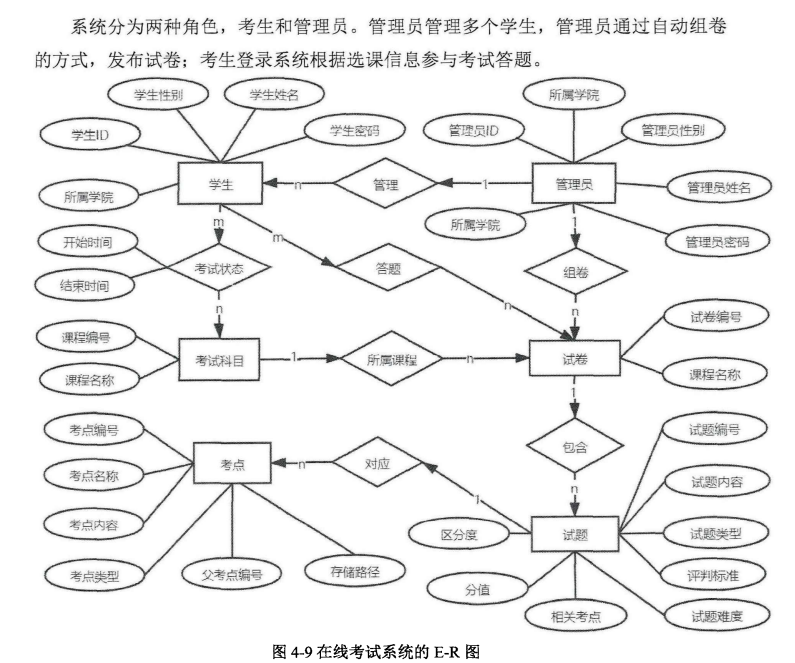 系统分为两种角色，考生和管理员。管理员管理多个学生，管理员通过自动组卷
的方式，发布试卷；考生登录系统根据选课信息参与考试答题。
学生性别
学生姓名
所属学院
学生ID
学生密码
管理员ID
管理员性别
所属学院
学生
n
管理
1
管理员
管理员姓名
所属学院
管理员密码
开始时间
m
m
1
结束时间
考试状态
答题
组卷
n
n
n
试卷编号
课程编号
课程名称
考试科目
1
所属课程
n
试卷
课程名称
1
考点编号
考点名称
考点内容
考点类型
考点
n
对应
1
包含
n
试题编号
试题内容
试题类型
评判标准
试题难度
区分度
试题
分值
相关考点
父考点编号
存储路径
图 4-9 在线考试系统的 E-R 图